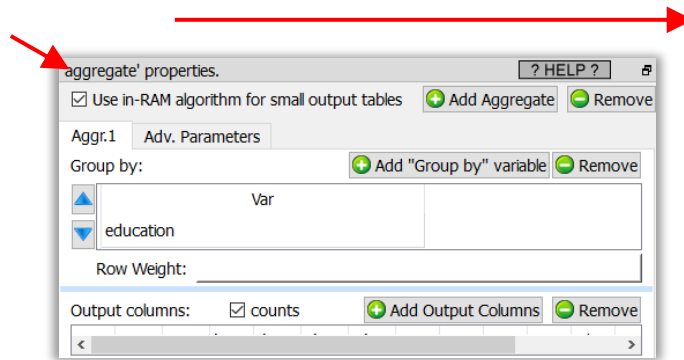 aggregate' properties. ? HELP ?
Use in-RAM algorithm for small output tables Add Aggregate Remove
Aggr.1 Adv. Parameters
Group by: Add "Group by" variable Remove
Var
education
Row Weight:
Output columns: counts Add Output Columns Remove